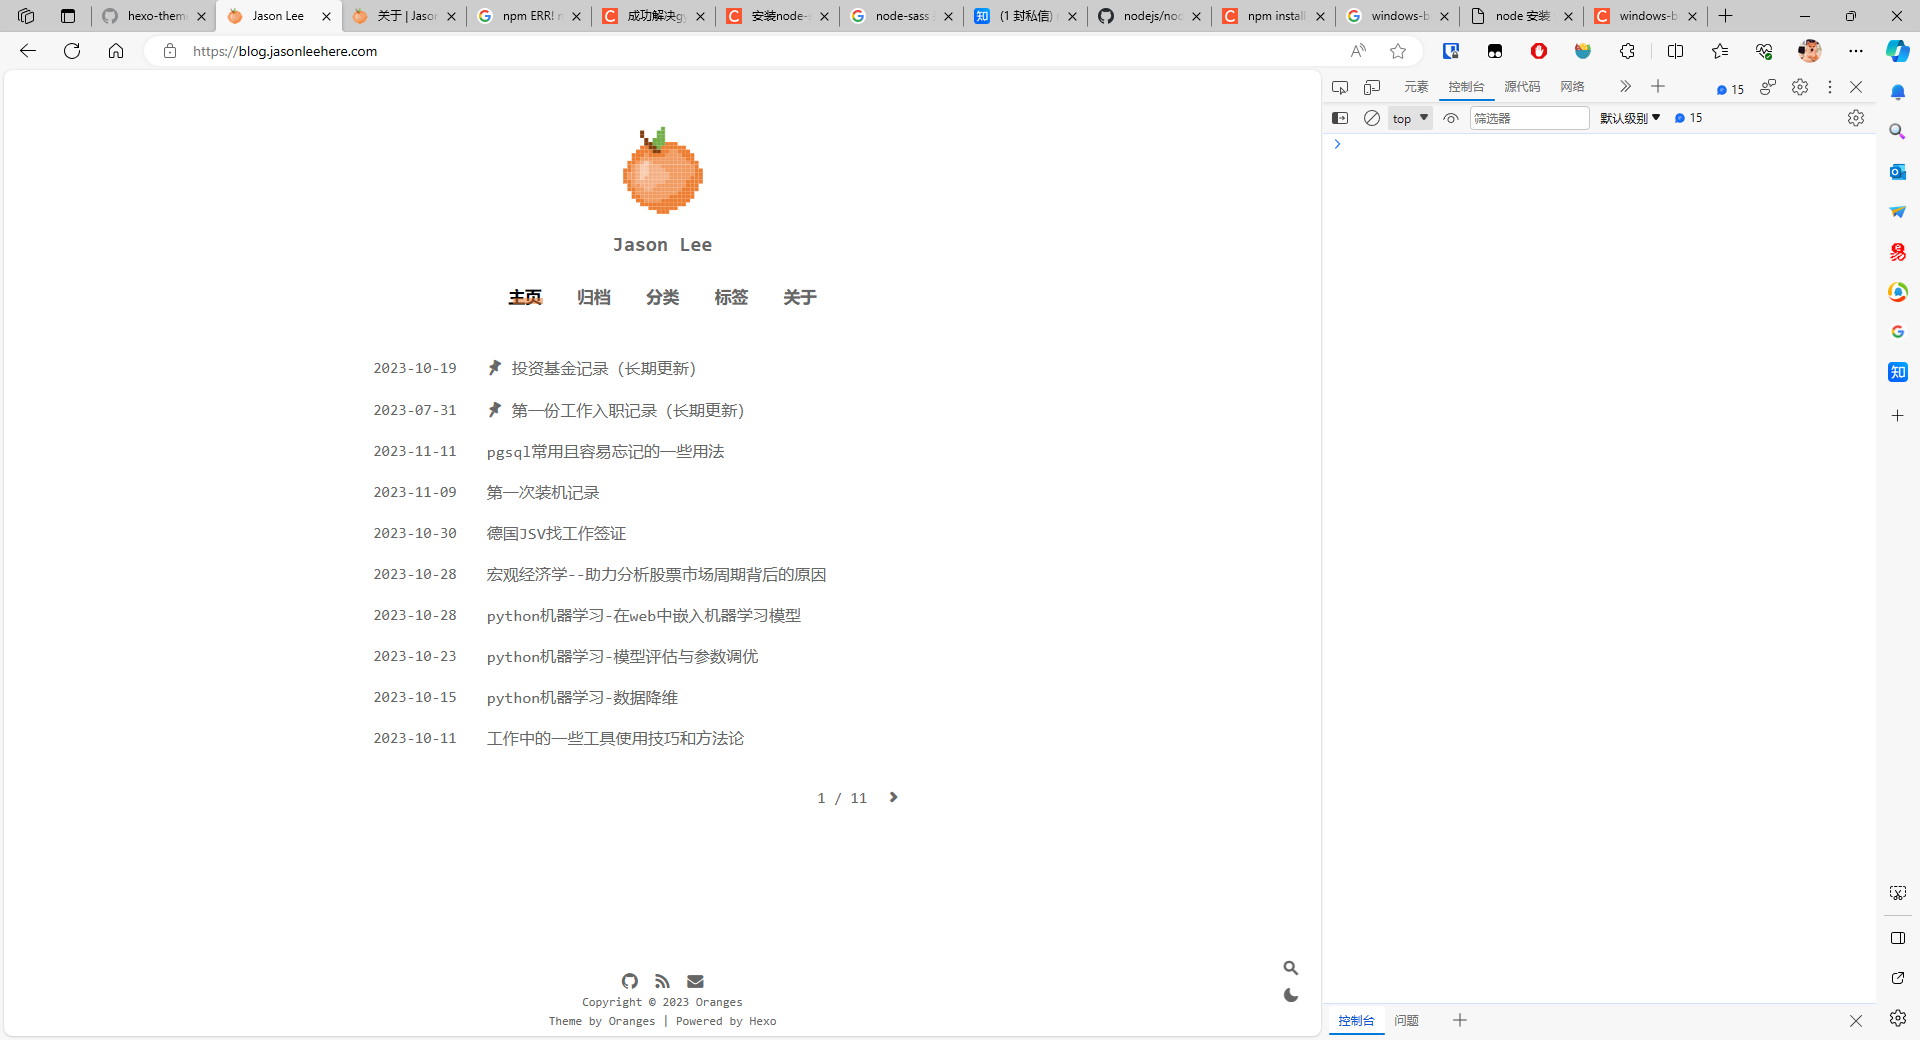 hexo-them
Jason Lee
关于 | Jason
npm ERR! n
成功解决gy
安装node-s
node-sass
(1 封私信)
nodejs/nod
npm install
windows-b
node 安装
windows-b
https://blog.jasonleehere.com
元素
控制台
源代码
网络
15
top
筛选器
默认级别
15
Jason Lee
主页 归档 分类 标签 关于
2023-10-19 投资基金记录（长期更新）
2023-07-31 第一份工作入职记录（长期更新）
2023-11-11 pgsql常用且容易忘记的一些用法
2023-11-09 第一次装机记录
2023-10-30 德国JSV找工作签证
2023-10-28 宏观经济学--助力分析股票市场周期背后的原因
2023-10-28 python机器学习-在web中嵌入机器学习模型
2023-10-23 python机器学习-模型评估与参数调优
2023-10-15 python机器学习-数据降维
2023-10-11 工作中的一些工具使用技巧和方法论
1 / 11
Copyright © 2023 Oranges
Theme by Oranges | Powered by Hexo
控制台
问题
知